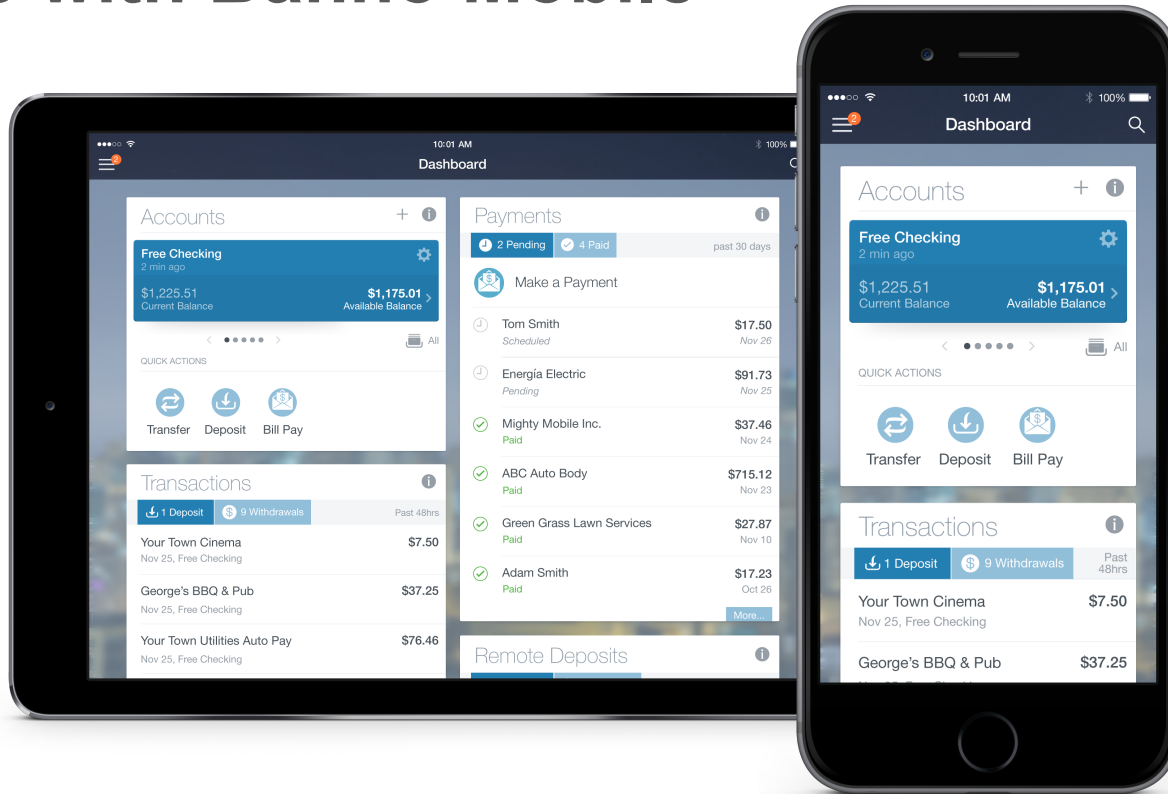 with Banno Mobile
10:01 AM
100%
2
Dashboard
Accounts
Free Checking
2 min ago
$1,225.51
Current Balance
$1,175.01
Available Balance
All
QUICK ACTIONS
Transfer
Deposit
Bill Pay
Transactions
1 Deposit
9 Withdrawals
Past 48hrs
Your Town Cinema
$7.50
Nov 25, Free Checking
George's BBQ & Pub
$37.25
Nov 25, Free Checking
Your Town Utilities Auto Pay
$76.46
Nov 25, Free Checking
Payments
2 Pending
4 Paid
past 30 days
Make a Payment
Tom Smith
$17.50
Scheduled
Nov 26
Energía Electric
$91.73
Pending
Nov 25
Mighty Mobile Inc.
$37.46
Paid
Nov 24
ABC Auto Body
$715.12
Paid
Nov 23
Green Grass Lawn Services
$27.87
Paid
Nov 10
Adam Smith
$17.23
Paid
Oct 26
More...
Remote Deposits
10:01 AM
100%
2
Dashboard
Accounts
Free Checking
2 min ago
$1,225.51
Current Balance
$1,175.01
Available Balance
All
QUICK ACTIONS
Transfer
Deposit
Bill Pay
Transactions
1 Deposit
9 Withdrawals
Past
48hrs
Your Town Cinema
$7.50
Nov 25, Free Checking
George's BBQ & Pub
$37.25